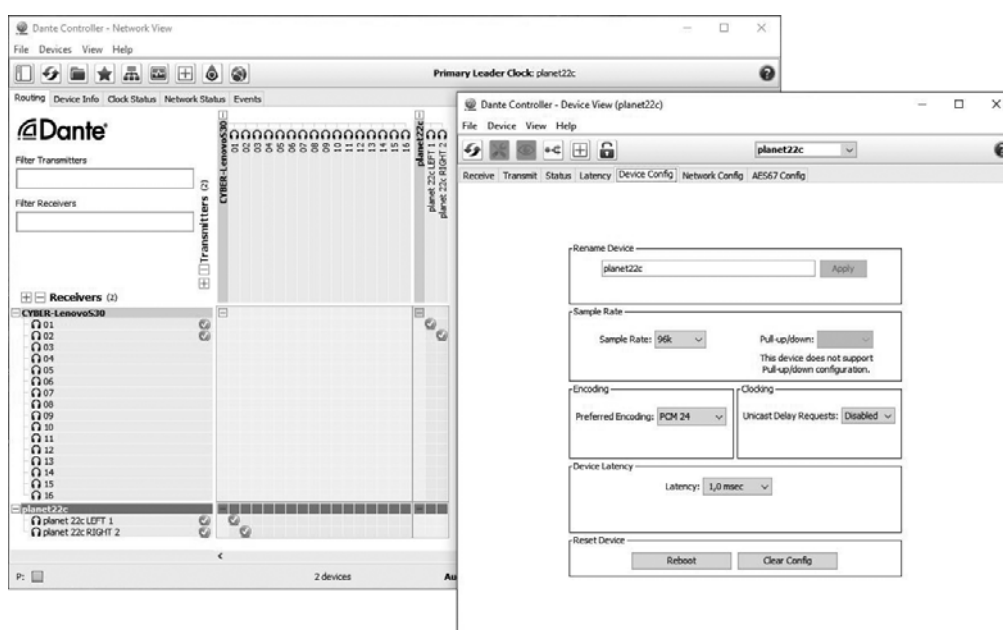 Dante Controller - Network View
File Devices View Help
Primary Leader Clock: planet22c
Routing Device Info Clock Status Network Status Events
Dante
Filter Transmitters
Filter Receivers
Transmitters (2)
CYBER-LenovoS30
01
02
03
04
05
06
07
08
09
10
11
12
13
14
15
16
planet22c
planet 22c LEFT 1
planet 22c RIGHT 2
Receivers (2)
CYBER-LenovoS30
01
02
03
04
05
06
07
08
09
10
11
12
13
14
15
16
planet22c
planet 22c LEFT 1
planet 22c RIGHT 2
P:
2 devices
Au
Dante Controller - Device View (planet22c)
File Device View Help
planet22c
Receive Transmit Status Latency Device Config Network Config AES67 Config
Rename Device
planet22c Apply
Sample Rate
Sample Rate: 96k Pull-up/down:
This device does not support
Pull-up/down configuration.
Encoding
Preferred Encoding: PCM 24
Clocking
Unicast Delay Requests: Disabled
Device Latency
Latency: 1,0 msec
Reset Device
Reboot Clear Config